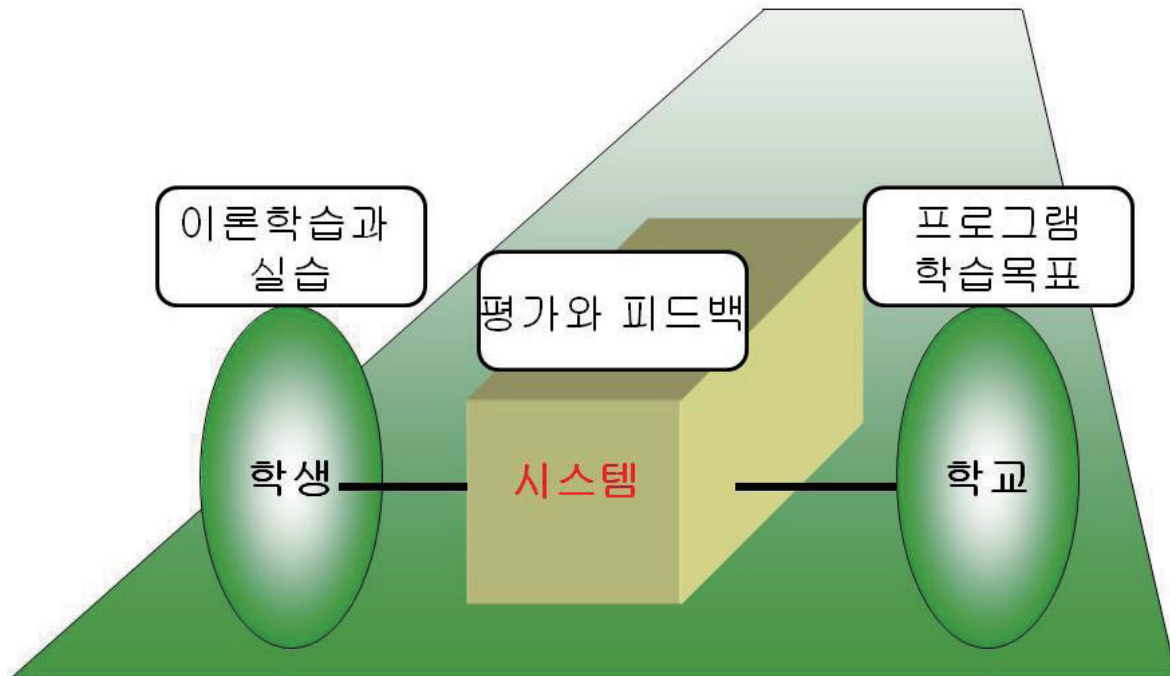 이론학습과
실습
평가와 피드백
프로그램
학습목표
학생
시스템
학교